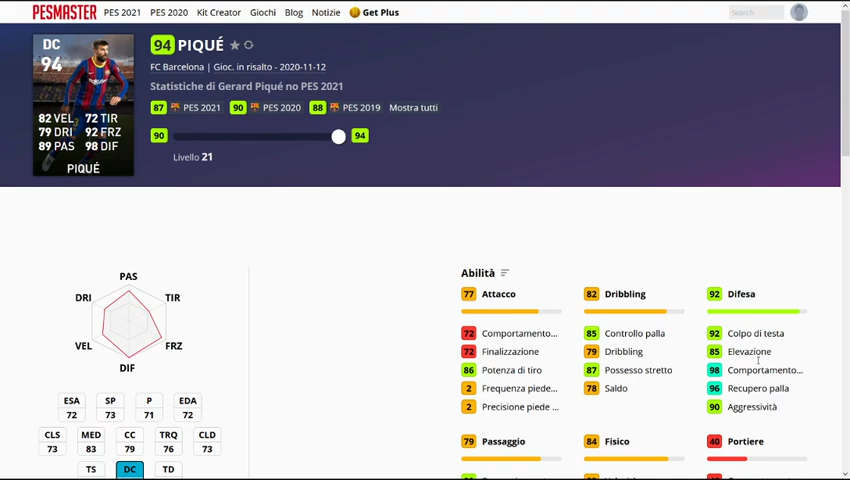 PESMASTER PES 2021 PES 2020 Kit Creator Giochi Blog Notizie Get Plus Search
DC
94
82 VEL 72 TIR
79 DRI 92 FRZ
89 PAS 98 DIF
PIQUÉ
94 PIQUÉ
FC Barcelona | Gioc. in risalto - 2020-11-12
Statistiche di Gerard Piqué no PES 2021
87 PES 2021 90 PES 2020 88 PES 2019 Mostra tutti
90 94
Livello 21
PAS
DRI TIR
VEL FRZ
DIF
ESA SP P EDA
72 73 71 72
CLS MED CC TRQ CLD
73 83 79 76 73
TS DC TD
Abilità
77 Attacco
72 Comportamento...
72 Finalizzazione
86 Potenza di tiro
2 Frequenza piede...
2 Precisione piede ...
82 Dribbling
85 Controllo palla
79 Dribbling
87 Possesso stretto
78 Saldo
92 Difesa
92 Colpo di testa
85 Elevazione
98 Comportamento...
96 Recupero palla
90 Aggressività
79 Passaggio
84 Fisico
40 Portiere